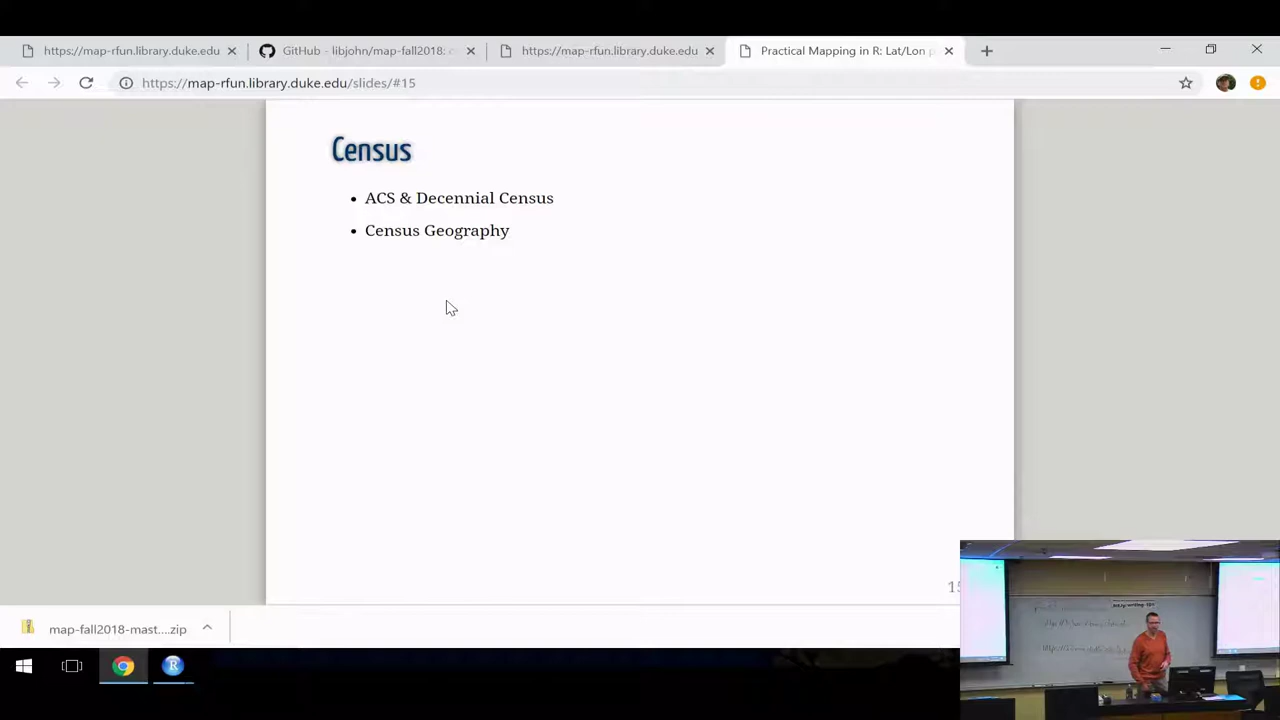 https://map-rfun.library.duke.edu
GitHub - libjohn/map-fall2018:
https://map-rfun.library.duke.edu
Practical Mapping in R: Lat/Lon
https://map-rfun.library.duke.edu/slides/#15
Census
• ACS & Decennial Census
• Census Geography
15
map-fall2018-mast....zip